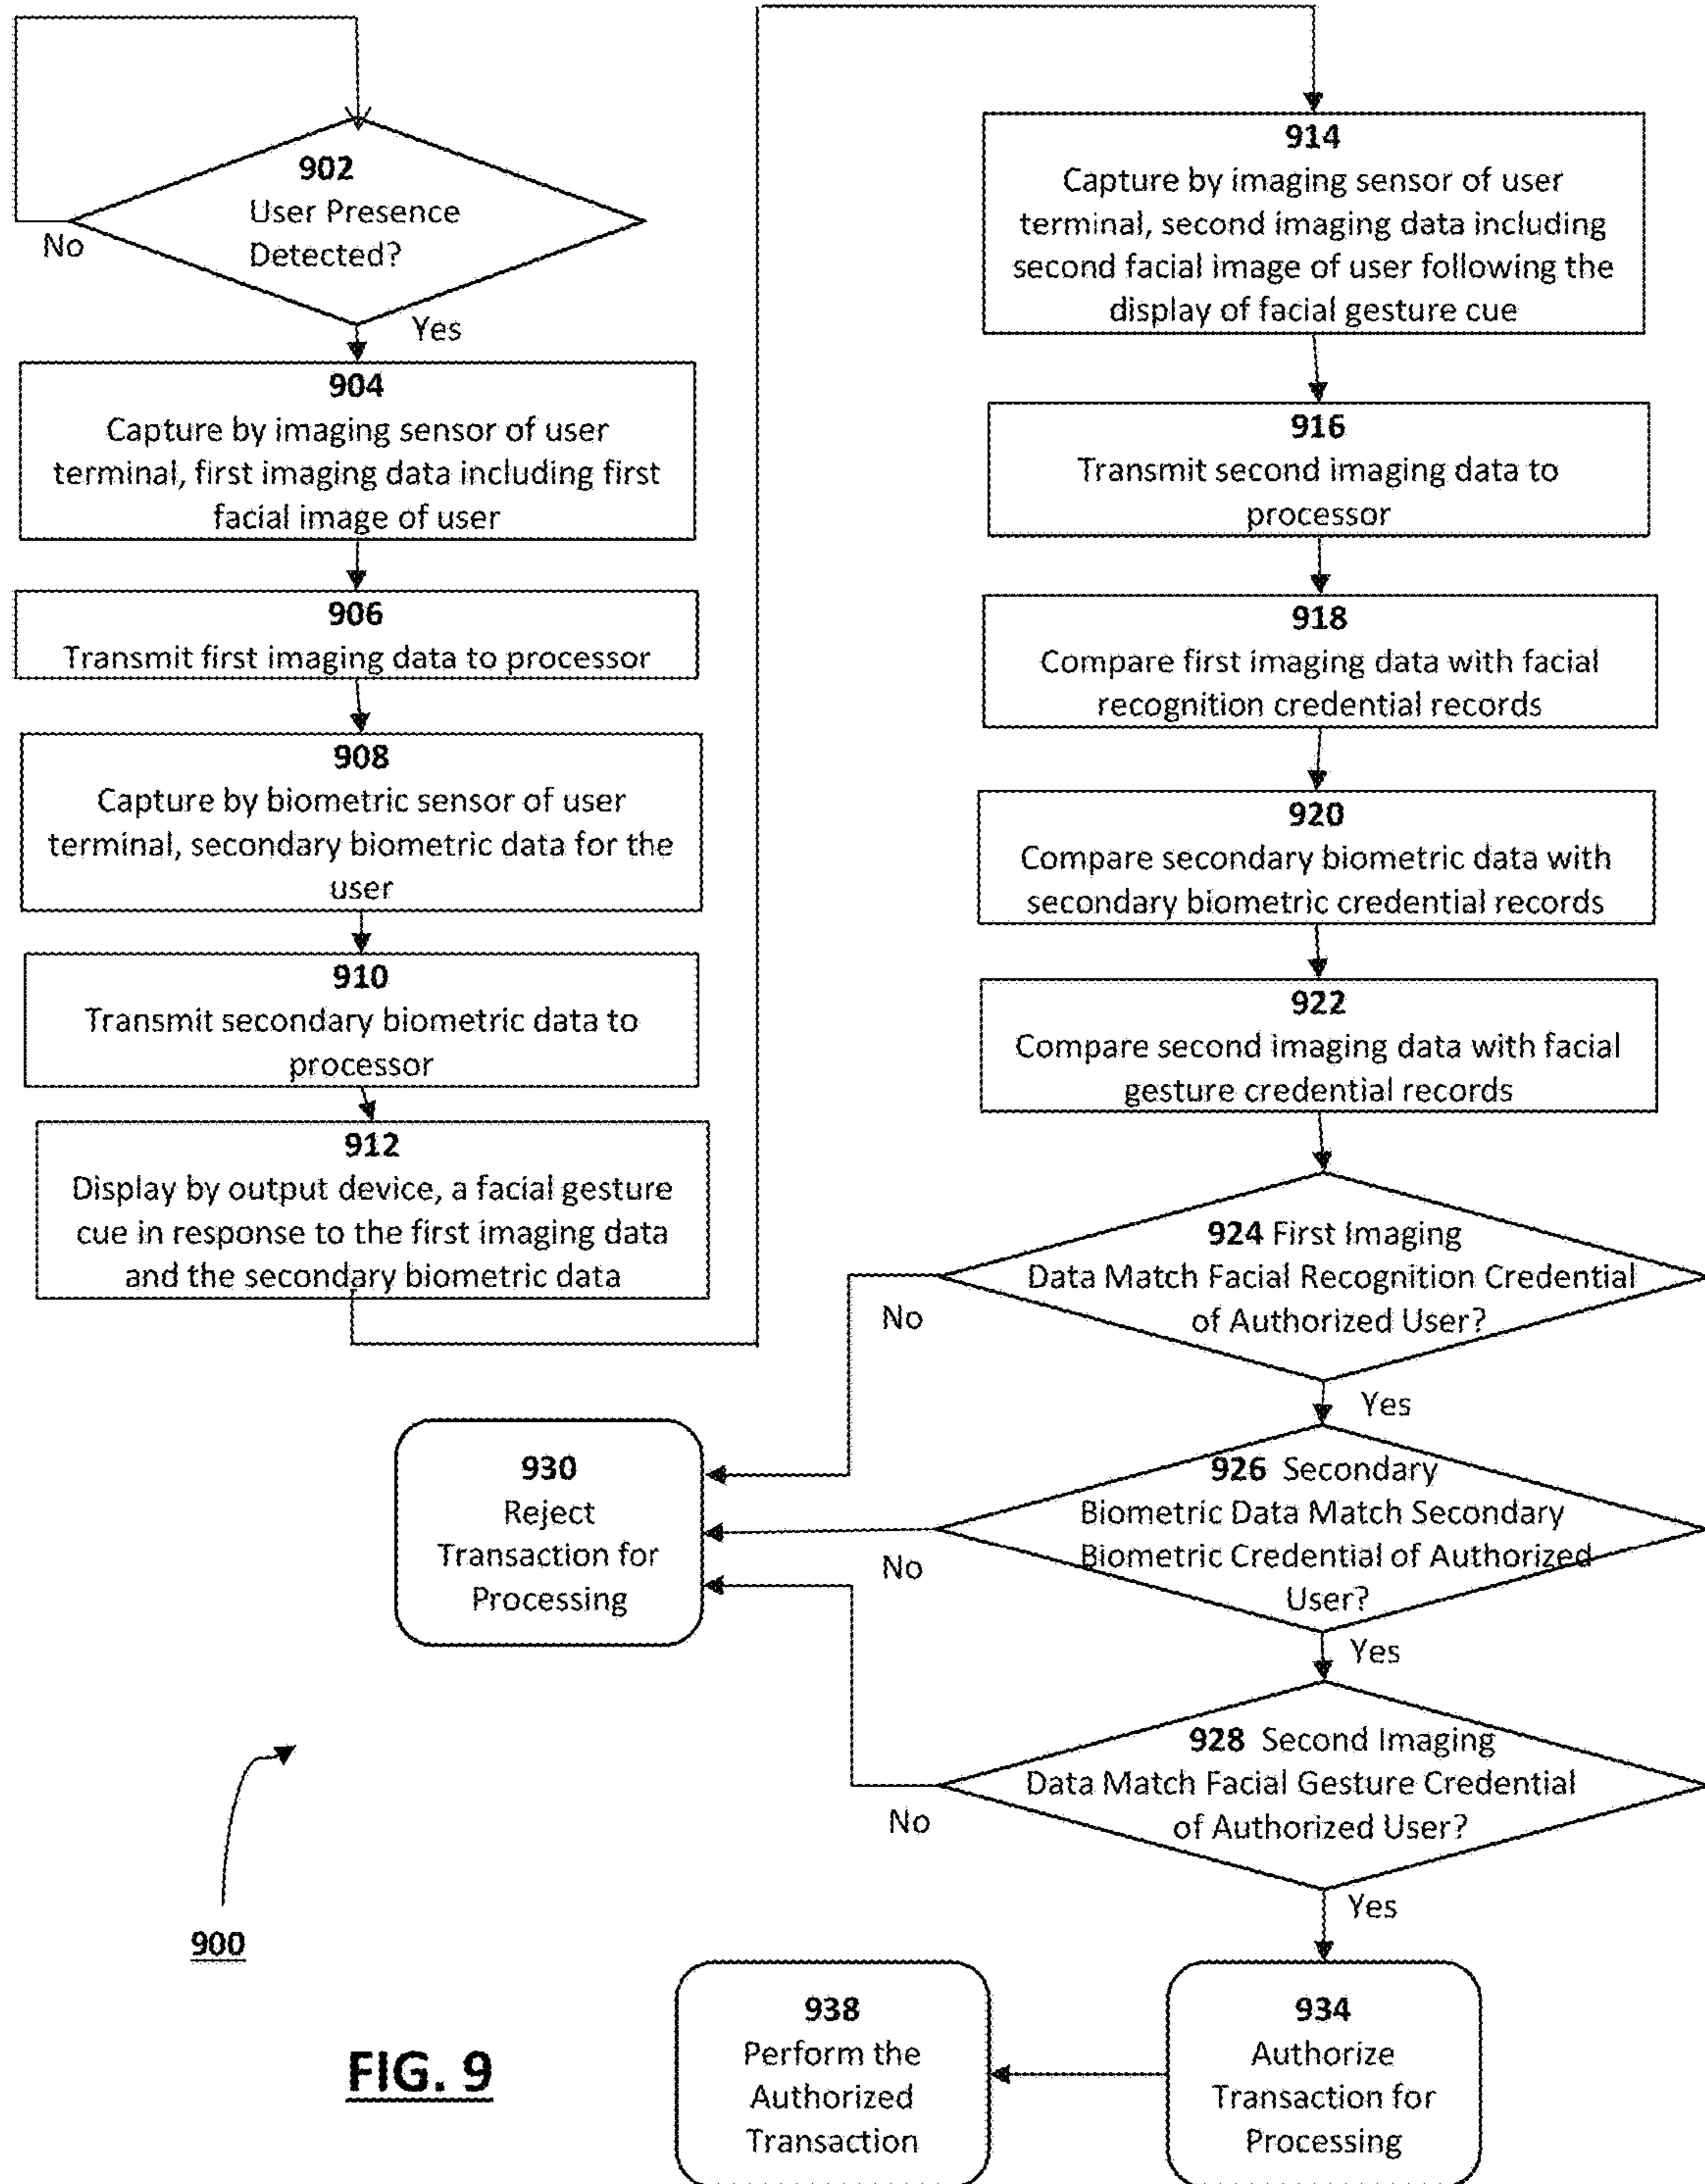 902
User Presence
Detected?
No
Yes
904
Capture by imaging sensor of user
terminal, first imaging data including first
facial image of user
906
Transmit first imaging data to processor
908
Capture by biometric sensor of user
terminal, secondary biometric data for the
user
910
Transmit secondary biometric data to
processor
912
Display by output device, a facial gesture
cue in response to the first imaging data
and the secondary biometric data
914
Capture by imaging sensor of user
terminal, second imaging data including
second facial image of user following the
display of facial gesture cue
916
Transmit second imaging data to
processor
918
Compare first imaging data with facial
recognition credential records
920
Compare secondary biometric data with
secondary biometric credential records
922
Compare second imaging data with facial
gesture credential records
924 First Imaging
Data Match Facial Recognition Credential
of Authorized User?
No
Yes
926 Secondary
Biometric Data Match Secondary
Biometric Credential of Authorized
User?
No
Yes
928 Second Imaging
Data Match Facial Gesture Credential
of Authorized User?
No
Yes
930
Reject
Transaction for
Processing
934
Authorize
Transaction for
Processing
938
Perform the
Authorized
Transaction
900
FIG. 9